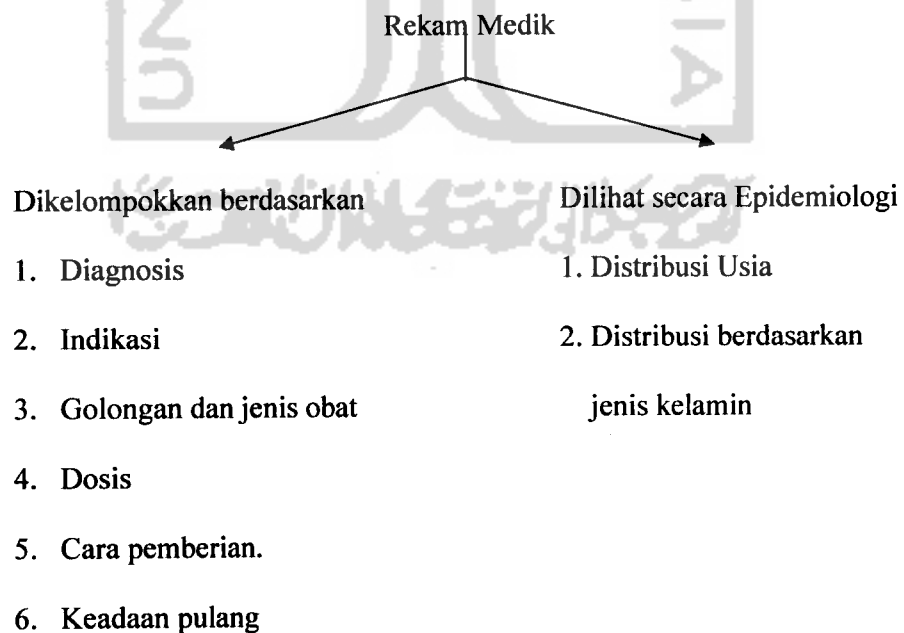 Rekam Medik
Dikelompokkan berdasarkan
1. Diagnosis
2. Indikasi
3. Golongan dan jenis obat
4. Dosis
5. Cara pemberian.
6. Keadaan pulang
Dilihat secara Epidemiologi
1. Distribusi Usia
2. Distribusi berdasarkan
jenis kelamin